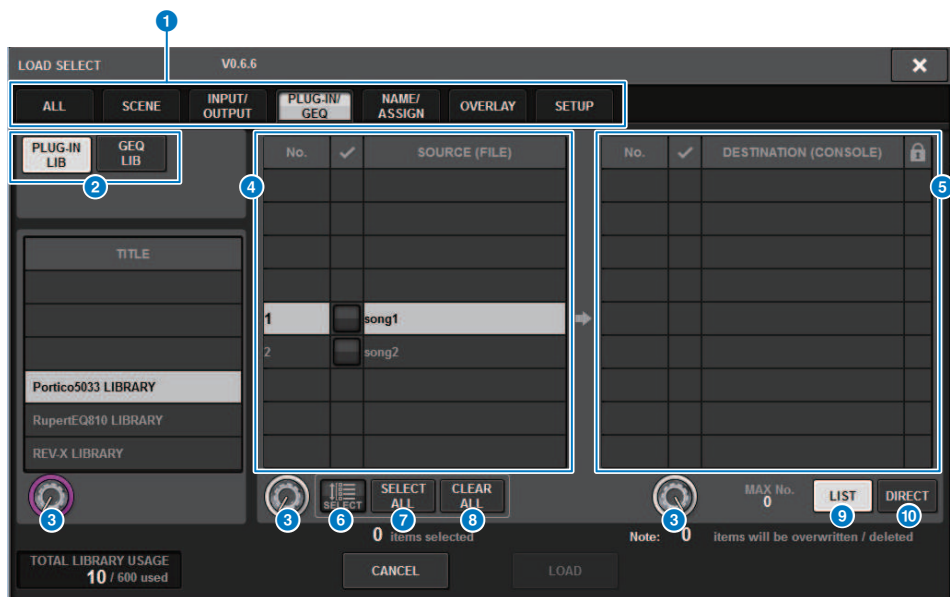 1
LOAD SELECT V0.6.6
ALL SCENE INPUT/ OUTPUT PLUG-IN/ GEQ NAME/ ASSIGN OVERLAY SETUP
PLUG-IN LIB GEQ LIB
2
4
No. ✓ SOURCE (FILE)
No. ✓ DESTINATION (CONSOLE)
5
TITLE
1 song1
2 song2
Portico5033 LIBRARY
RupertEQ810 LIBRARY
REV-X LIBRARY
3
3
SELECT
6
SELECT ALL
7
CLEAR ALL
8
3
MAX No.
0
LIST
9
DIRECT
10
0 items selected
Note: 0 items will be overwritten / deleted
TOTAL LIBRARY USAGE
10 / 600 used
CANCEL LOAD